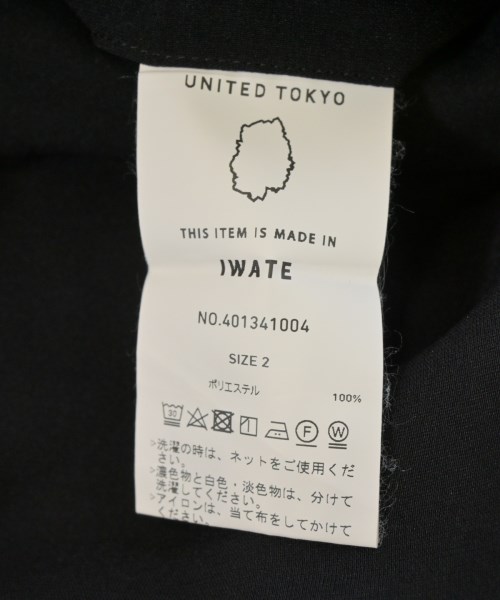 UNITED TOKYO
THIS ITEM IS MADE IN
IWATE
NO.401341004
SIZE 2
ポリエステル 100%
30 F W
>洗濯の時は、ネットをご使用くだ
さい。
>濃色物と白色・淡色物は、分けて
洗濯してください。
>アイロンは、当て布をしてかけて
ください。